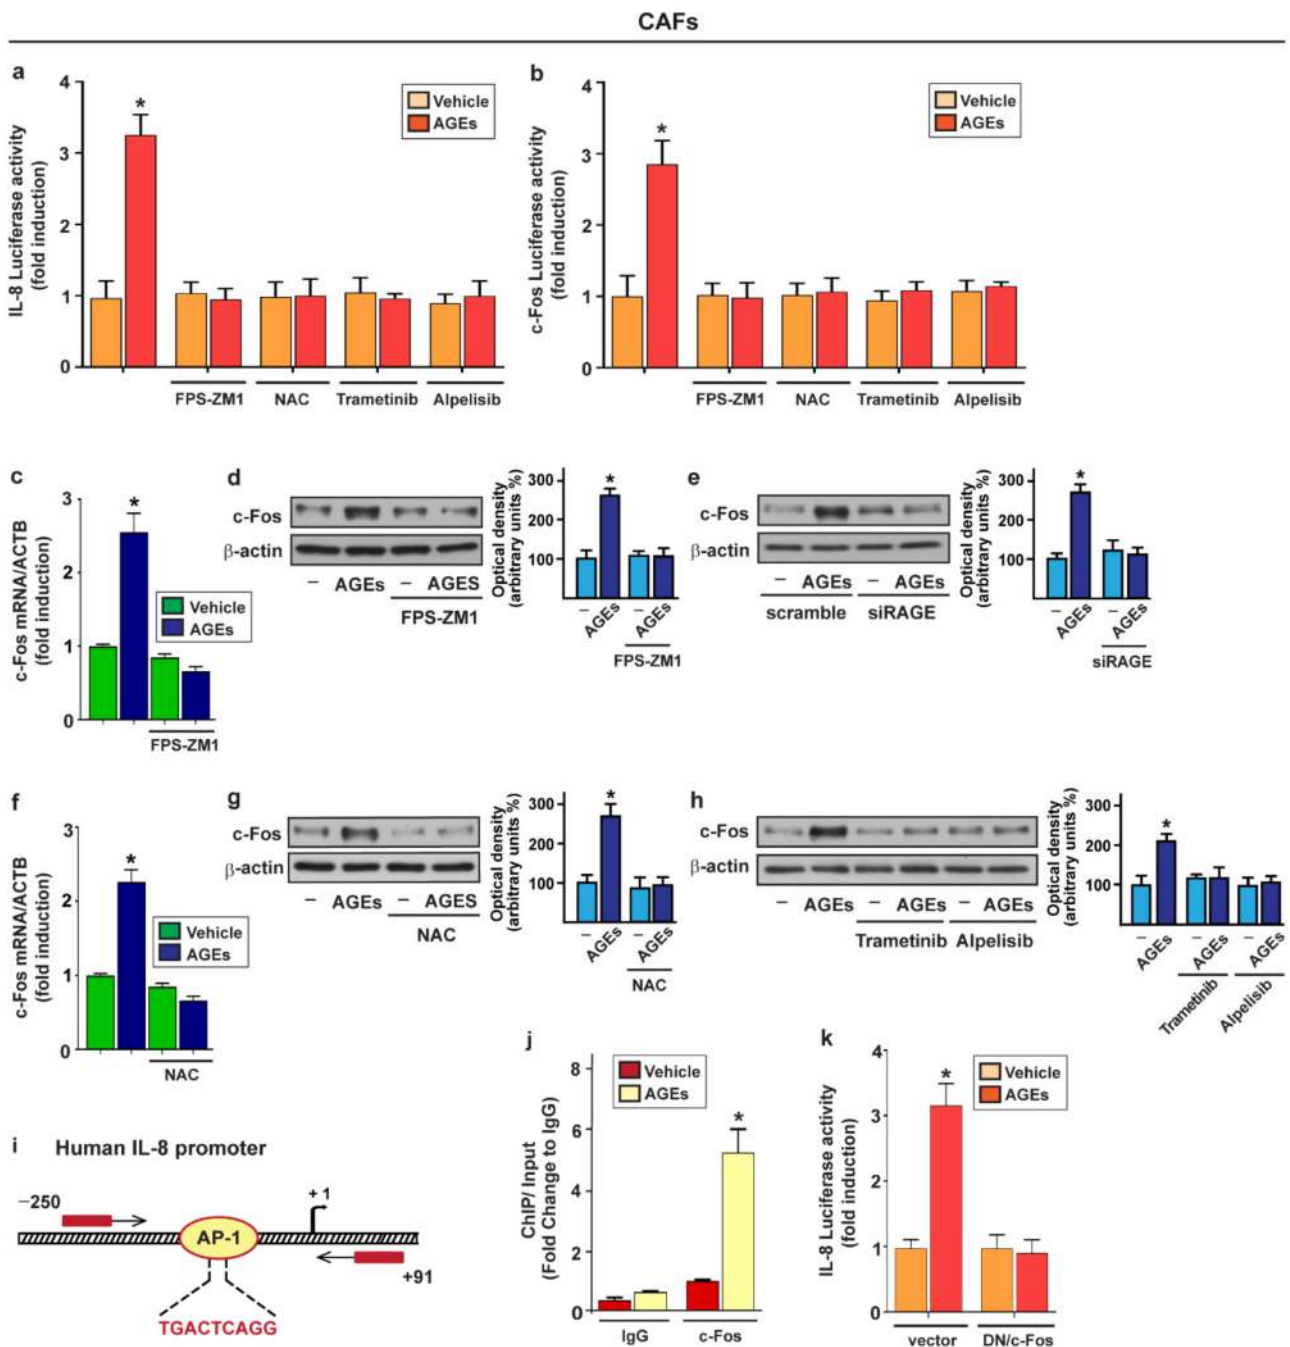 CAFs
a
IL-8 Luciferase activity
(fold induction)
4
3
2
1
0
*
Vehicle
AGEs
FPS-ZM1 NAC Trametinib Alpelisib
b
c-Fos Luciferase activity
(fold induction)
4
3
2
1
0
*
Vehicle
AGEs
FPS-ZM1 NAC Trametinib Alpelisib
c
c-Fos mRNA/ACTB
(fold induction)
3
2
1
0
*
Vehicle
AGEs
FPS-ZM1
d
c-Fos
β-actin
– AGEs – AGES
FPS-ZM1
Optical density
(arbitrary units %)
300
200
100
*
– AGEs – AGEs
FPS-ZM1
e
c-Fos
β-actin
– AGEs – AGEs
scramble siRAGE
Optical density
(arbitrary units %)
300
200
100
*
– AGEs – AGEs
siRAGE
f
c-Fos mRNA/ACTB
(fold induction)
3
2
1
0
*
Vehicle
AGEs
NAC
g
c-Fos
β-actin
– AGEs – AGES
NAC
Optical density
(arbitrary units %)
300
200
100
*
– AGEs – AGEs
NAC
h
c-Fos
β-actin
– AGEs – AGEs – AGEs
Trametinib Alpelisib
Optical density
(arbitrary units %)
300
200
100
*
– AGEs – AGEs – AGEs
Trametinib Alpelisib
i Human IL-8 promoter
−250
AP-1
+ 1
+91
TGACTCAGG
j
ChIP/ Input
(Fold Change to IgG)
8
6
4
2
0
Vehicle
AGEs
*
IgG c-Fos
k
IL-8 Luciferase activity
(fold induction)
4
3
2
1
0
*
Vehicle
AGEs
vector DN/c-Fos